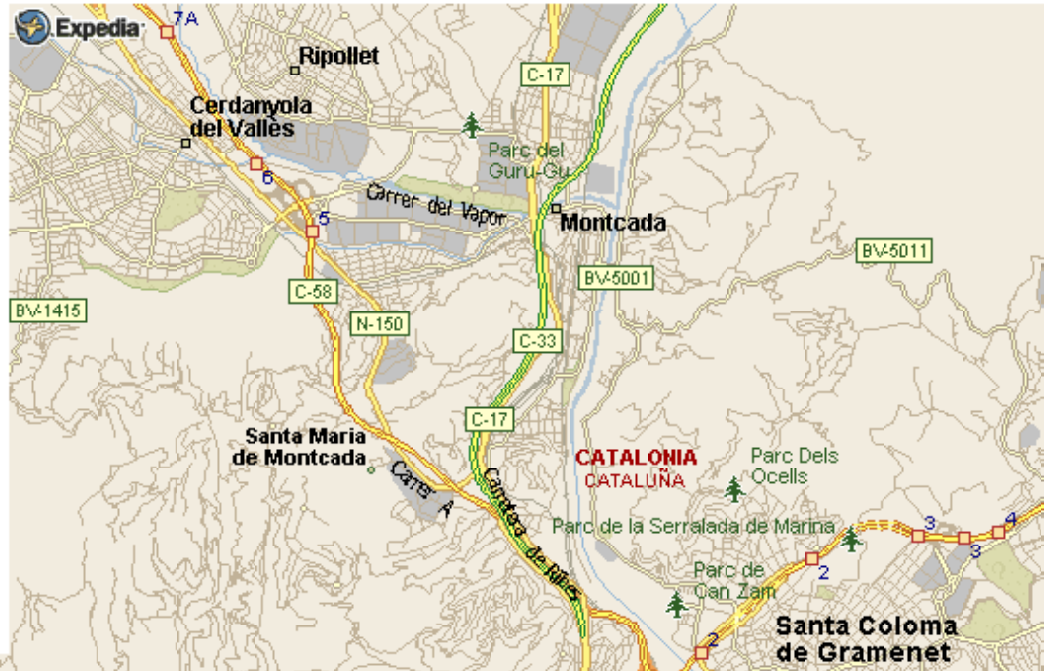 Expedia
7A
Ripollet
C-17
Cerdanyola
del Vallès
Parc del
Guru-Gu
6
Carrer del Vapor
5
Montcada
BV-5011
BV-5001
C-58
BV-1415
N-150
C-33
C-17
Santa Maria
de Montcada
CATALONIA
CATALUÑA
Parc Dels
Ocells
Carrer A
Carretera de Ribes
Parc de la Serralada de Marina
3
4
3
2
Parc de
Can Zam
2
Santa Coloma
de Gramenet